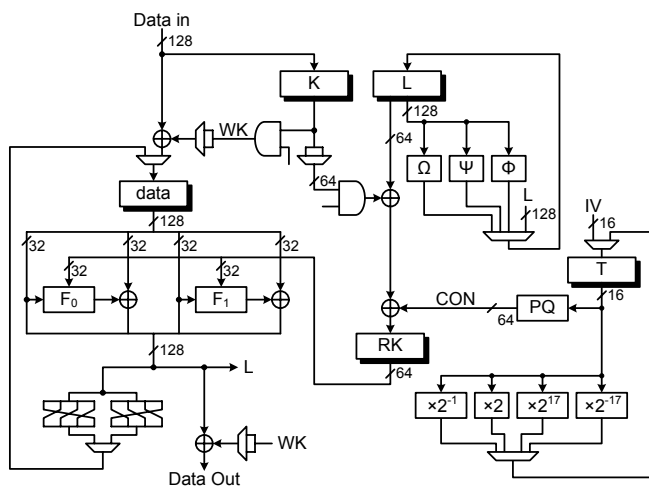 Data in
128
K
L
WK
128
64
64
Ω
Ψ
Φ
L
128
IV
16
data
128
T
16
32
32
32
32
32
32
F₀
F₁
CON
64
PQ
RK
64
128
L
×2⁻¹
×2
×2¹⁷
×2⁻¹⁷
WK
Data Out